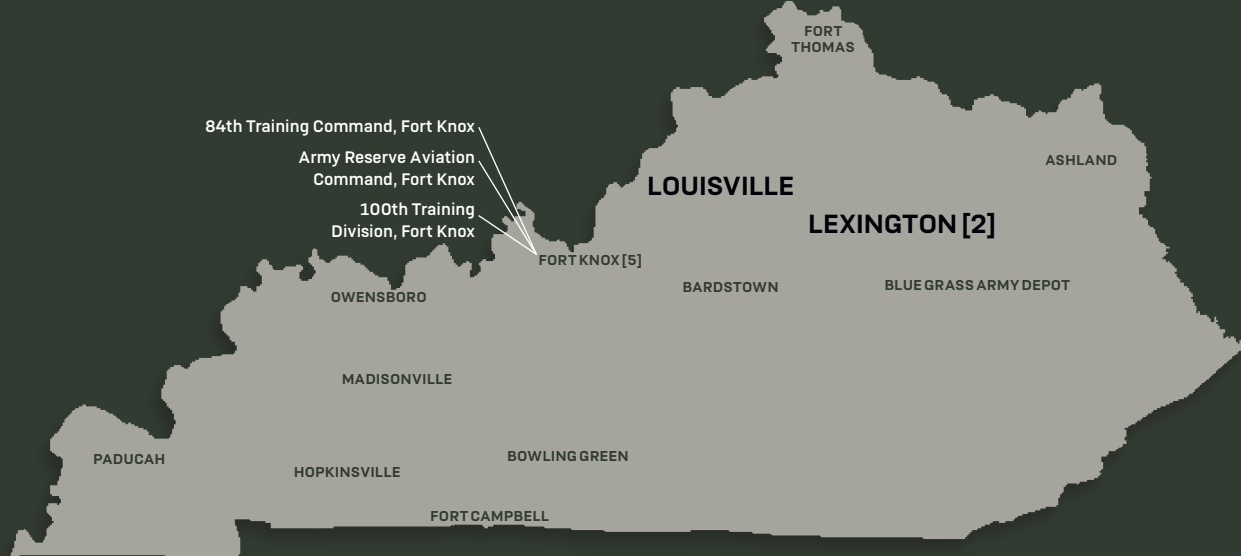 FORT
THOMAS
84th Training Command, Fort Knox
Army Reserve Aviation
Command, Fort Knox
100th Training
Division, Fort Knox
ASHLAND
LOUISVILLE
LEXINGTON [2]
FORT KNOX [5]
BARDSTOWN
BLUE GRASS ARMY DEPOT
OWENSBORO
MADISONVILLE
PADUCAH
HOPKINSVILLE
BOWLING GREEN
FORT CAMPBELL